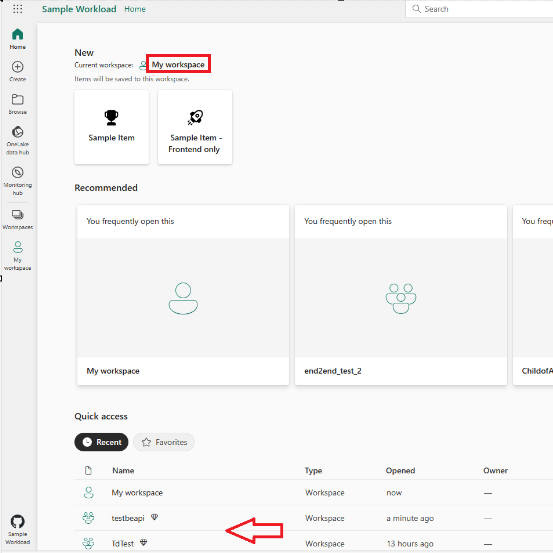 Sample Workload Home
Search
Home
Create
Browse
OneLake
data hub
Monitoring
hub
Workspaces
My
workspace
Sample
Workload
New
Current workspace: My workspace
Items will be saved to this workspace.
Sample Item
Sample Item -
Frontend only
Recommended
You frequently open this
My workspace
You frequently open this
end2end_test_2
You freque
ChildofA
Quick access
Recent Favorites
Name Type Opened Owner
My workspace Workspace now —
testbeapi Workspace a minute ago —
TdTest Workspace 13 hours ago —